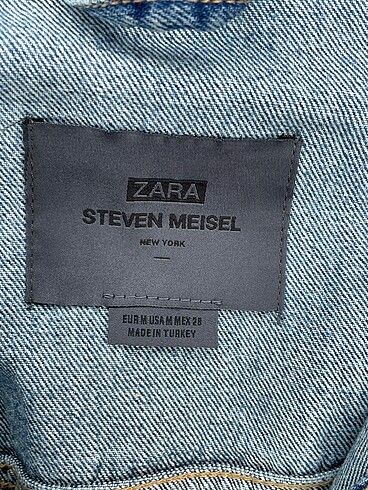 ZARA
STEVEN MEISEL
NEW YORK
EUR M USA M MEX 28
MADE IN TURKEY